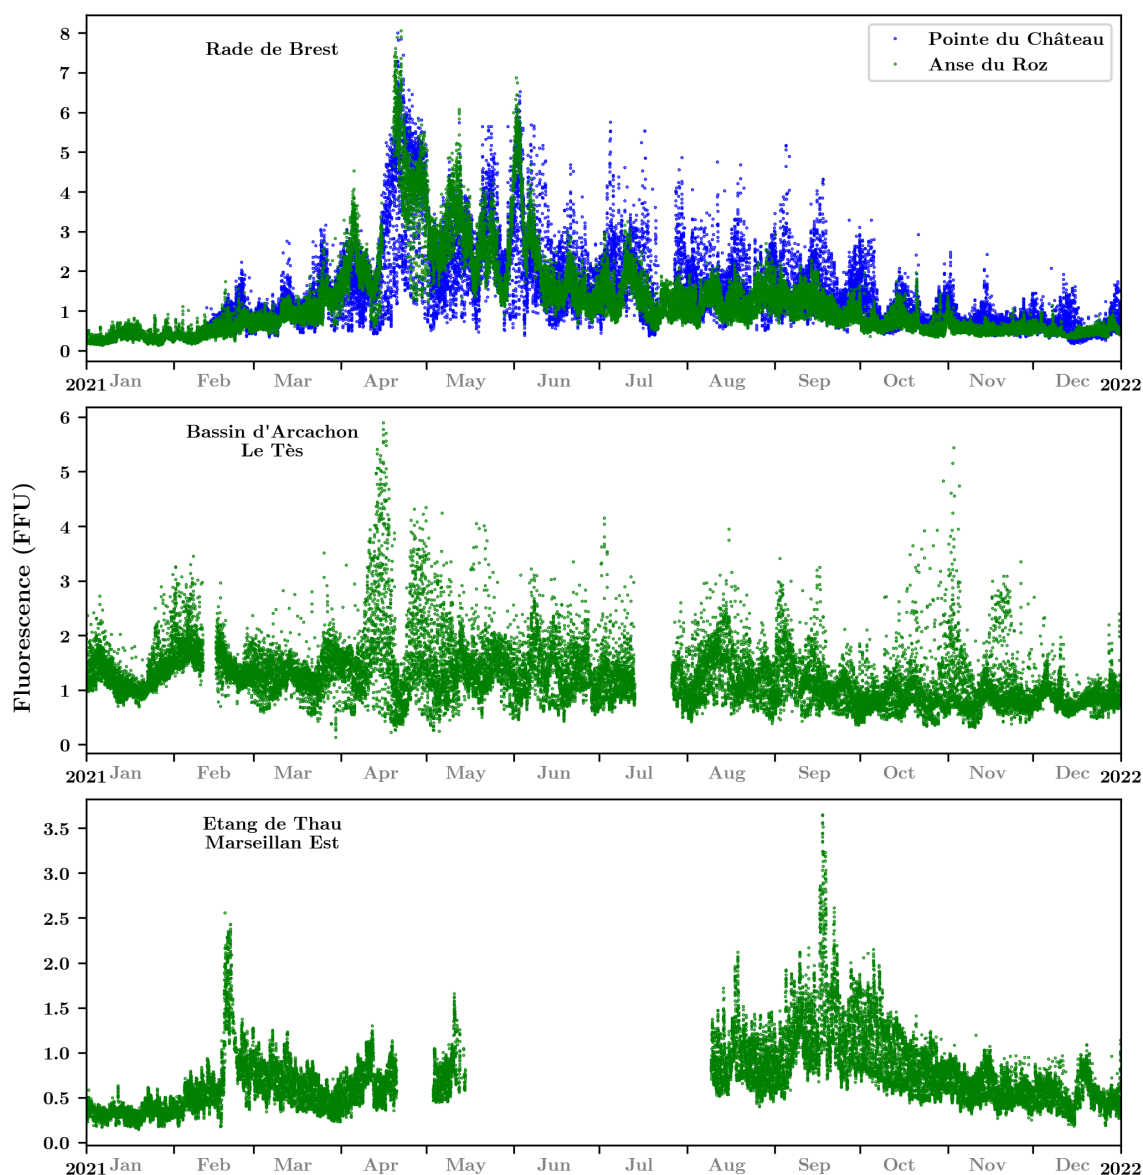 Rade de Brest
Pointe du Château
Anse du Roz
8
7
6
5
4
3
2
1
0
2021 Jan Feb Mar Apr May Jun Jul Aug Sep Oct Nov Dec 2022
Fluorescence (FFU)
Bassin d'Arcachon
Le Tès
6
5
4
3
2
1
0
2021 Jan Feb Mar Apr May Jun Jul Aug Sep Oct Nov Dec 2022
Etang de Thau
Marseillan Est
3.5
3.0
2.5
2.0
1.5
1.0
0.5
0.0
2021 Jan Feb Mar Apr May Jun Jul Aug Sep Oct Nov Dec 2022